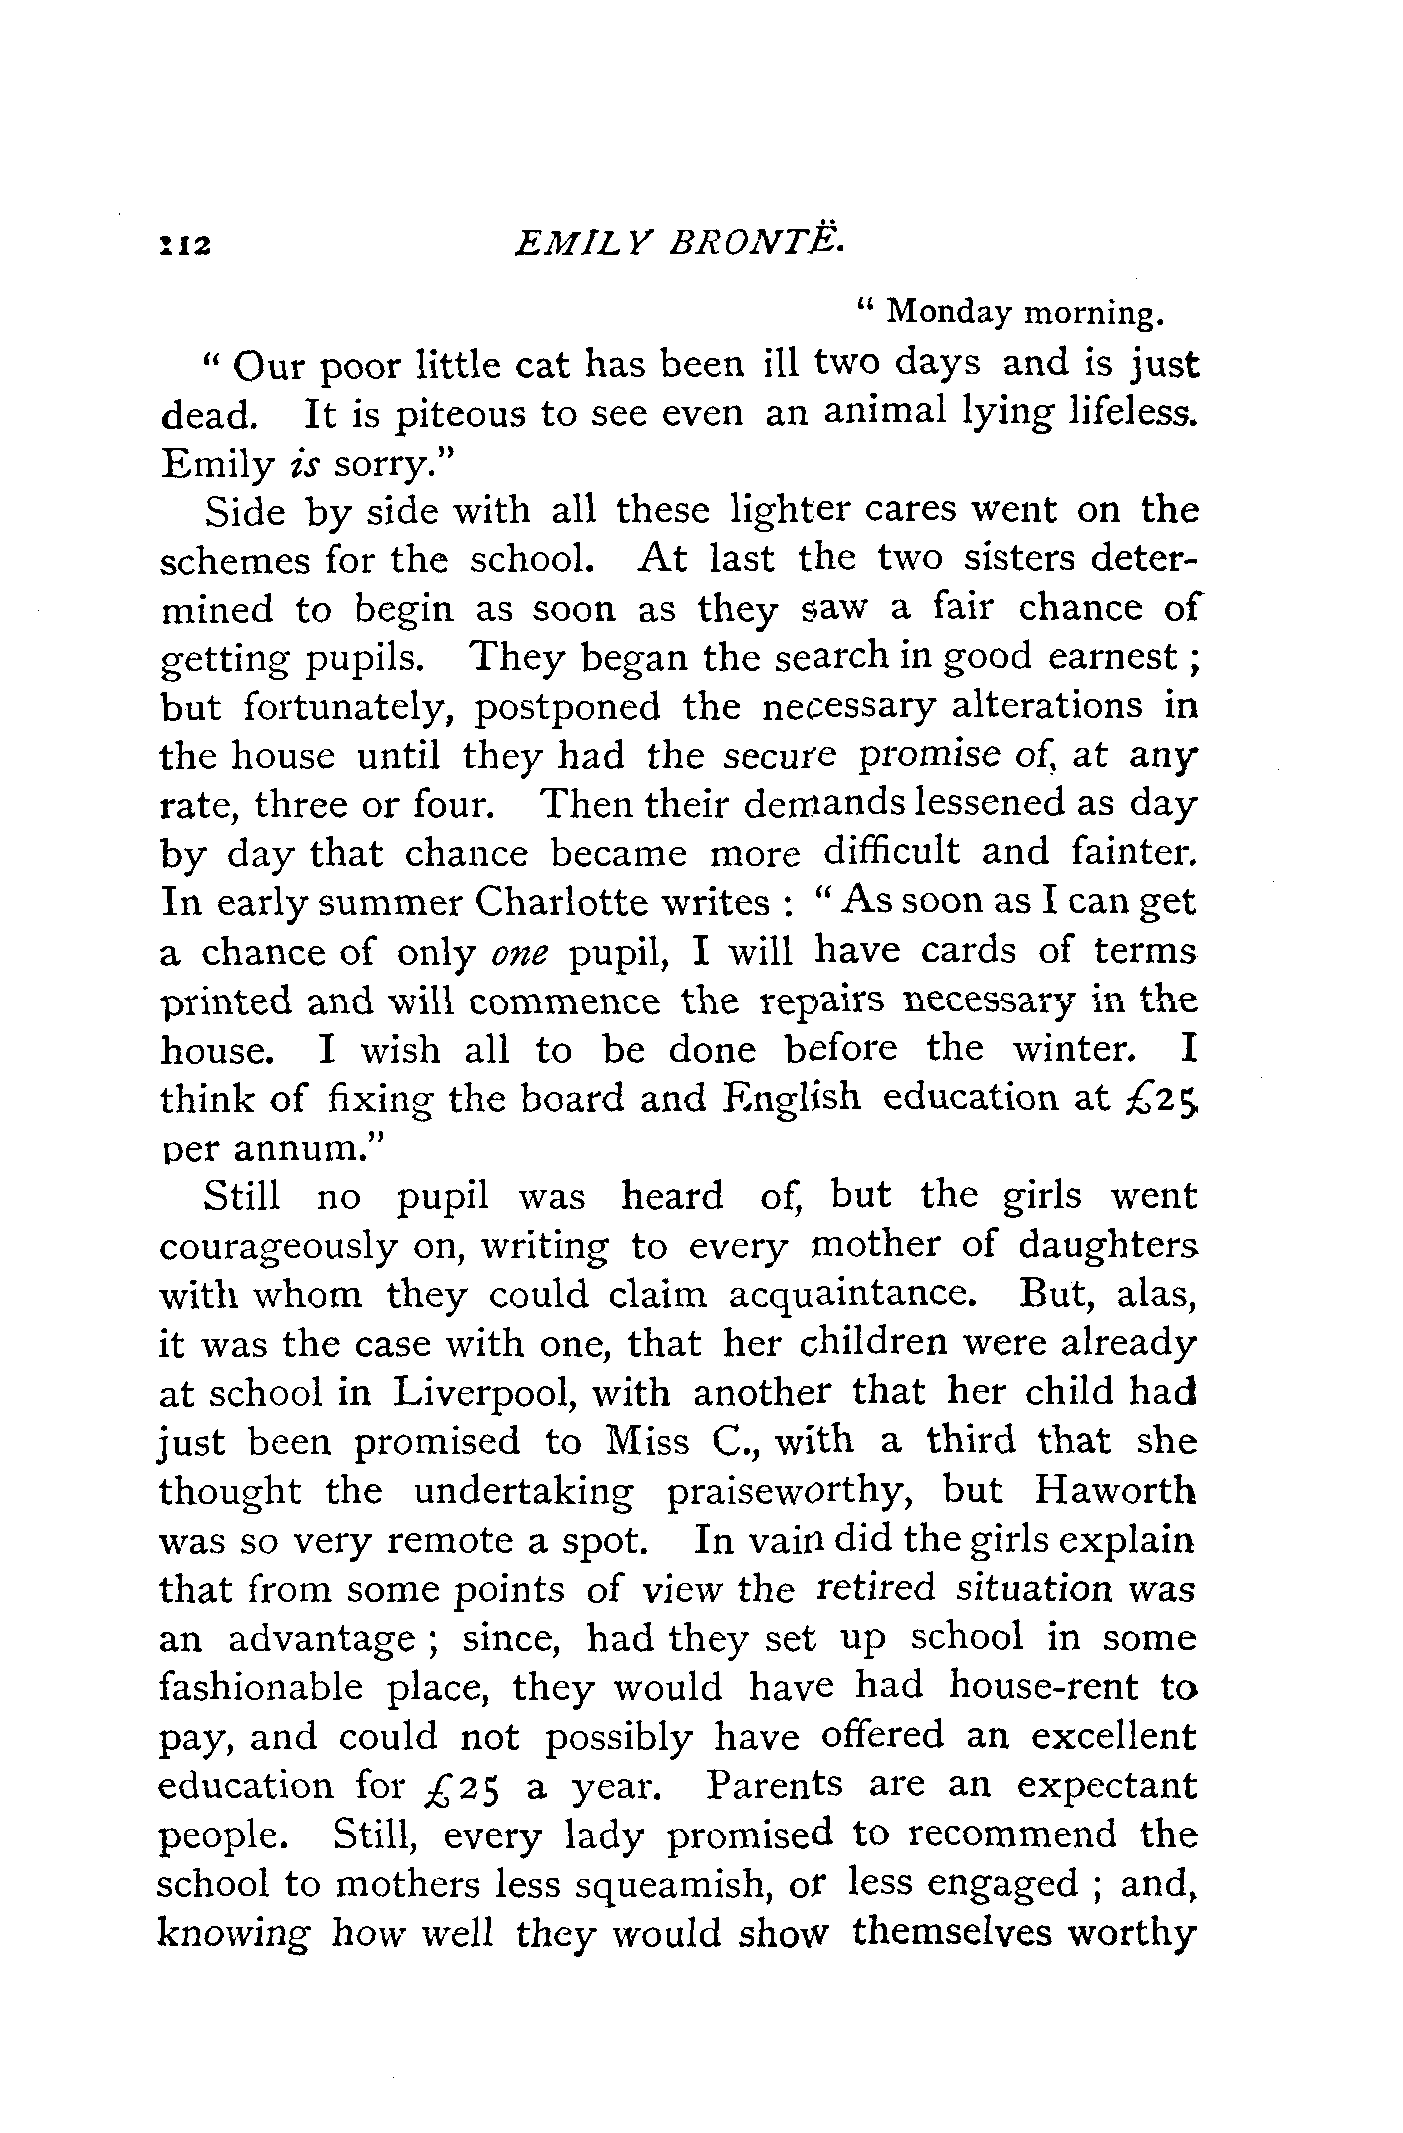 112 EMILY BRONTË.
“ Monday morning.
“ Our poor little cat has been ill two days and is just
dead. It is piteous to see even an animal lying lifeless.
Emily is sorry.”
Side by side with all these lighter cares went on the
schemes for the school. At last the two sisters deter-
mined to begin as soon as they saw a fair chance of
getting pupils. They began the search in good earnest ;
but fortunately, postponed the necessary alterations in
the house until they had the secure promise of, at any
rate, three or four. Then their demands lessened as day
by day that chance became more difficult and fainter.
In early summer Charlotte writes : “ As soon as I can get
a chance of only one pupil, I will have cards of terms
printed and will commence the repairs necessary in the
house. I wish all to be done before the winter. I
think of fixing the board and English education at £25
per annum.”
Still no pupil was heard of, but the girls went
courageously on, writing to every mother of daughters
with whom they could claim acquaintance. But, alas,
it was the case with one, that her children were already
at school in Liverpool, with another that her child had
just been promised to Miss C., with a third that she
thought the undertaking praiseworthy, but Haworth
was so very remote a spot. In vain did the girls explain
that from some points of view the retired situation was
an advantage ; since, had they set up school in some
fashionable place, they would have had house-rent to
pay, and could not possibly have offered an excellent
education for £25 a year. Parents are an expectant
people. Still, every lady promised to recommend the
school to mothers less squeamish, or less engaged ; and,
knowing how well they would show themselves worthy